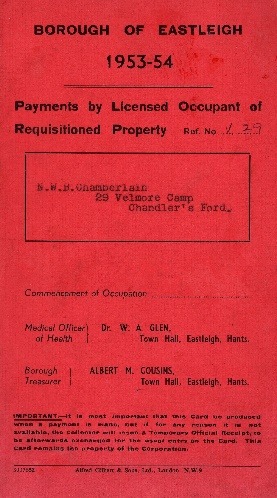 BOROUGH OF EASTLEIGH
1953-54
Payments by Licensed Occupant of
Requisitioned Property Ref. No V. 29
N.W.B.Chamberlain
29 Velmore Camp
Chandler's Ford.
Commencement of Occupation
Medical Officer of Health } Dr. W. A. GLEN,
Town Hall, Eastleigh, Hants.
Borough Treasurer } ALBERT M. COUSINS,
Town Hall, Eastleigh, Hants.
IMPORTANT.—It is most important that this Card be produced
when a payment is made, but if for any reason it is not
available, the Collector will issue a Temporary Official Receipt, to
be afterwards exchanged for the usual entry on the Card. This
Card remains the property of the Corporation.
Alfred Gilbert & Sons, Ltd., London, N.W.9